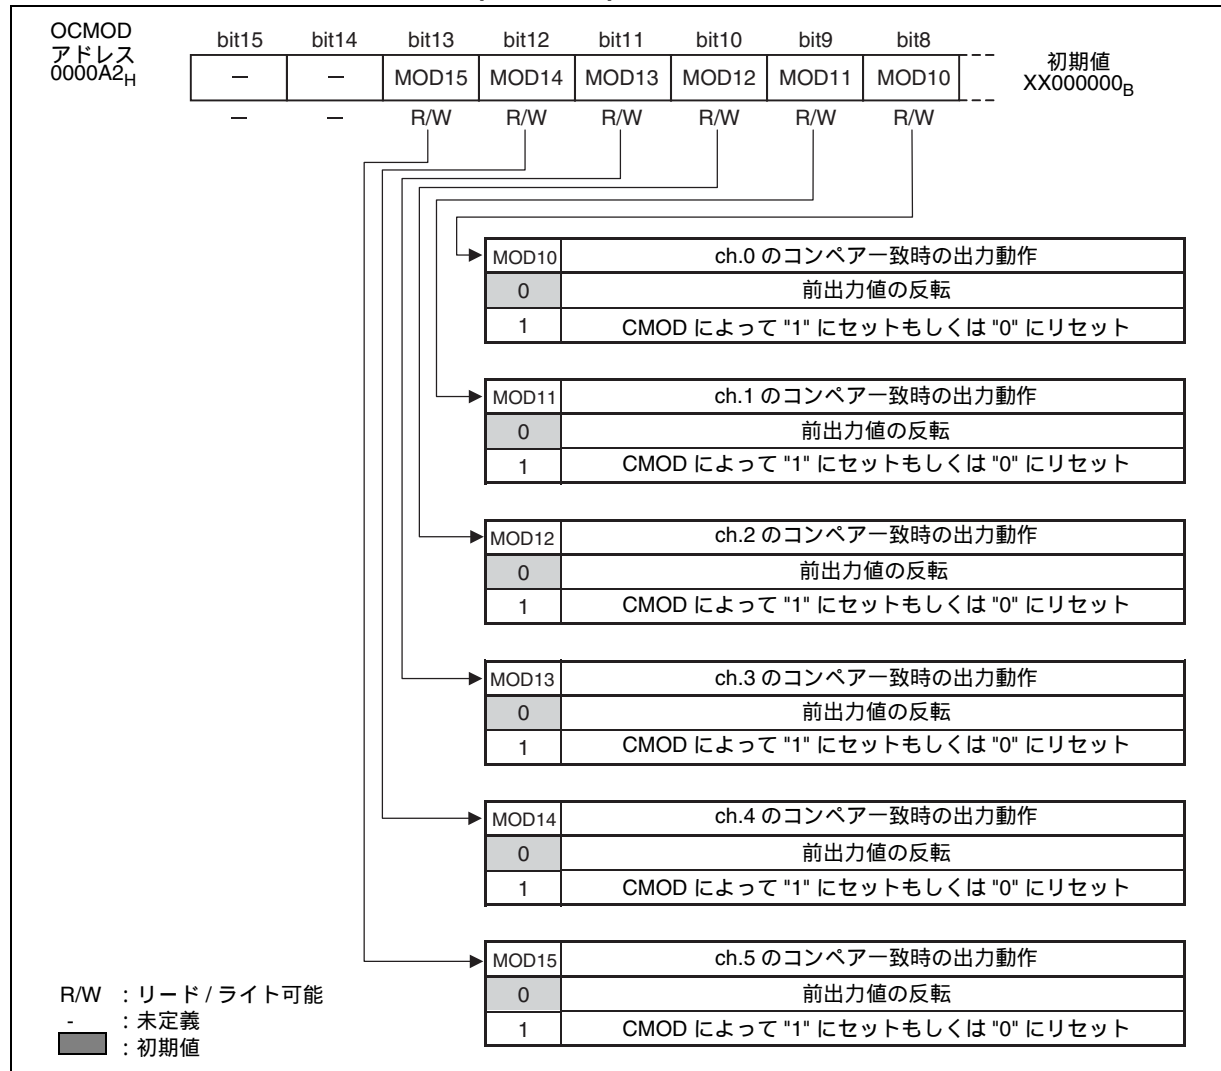 OCMOD
アドレス
0000A2H
bit15 bit14 bit13 bit12 bit11 bit10 bit9 bit8
— — MOD15 MOD14 MOD13 MOD12 MOD11 MOD10
初期値
XX000000B
— — R/W R/W R/W R/W R/W R/W
MOD10 ch.0 のコンペア一致時の出力動作
0 前出力値の反転
1 CMOD によって "1" にセットもしくは "0" にリセット
MOD11 ch.1 のコンペア一致時の出力動作
0 前出力値の反転
1 CMOD によって "1" にセットもしくは "0" にリセット
MOD12 ch.2 のコンペア一致時の出力動作
0 前出力値の反転
1 CMOD によって "1" にセットもしくは "0" にリセット
MOD13 ch.3 のコンペア一致時の出力動作
0 前出力値の反転
1 CMOD によって "1" にセットもしくは "0" にリセット
MOD14 ch.4 のコンペア一致時の出力動作
0 前出力値の反転
1 CMOD によって "1" にセットもしくは "0" にリセット
MOD15 ch.5 のコンペア一致時の出力動作
0 前出力値の反転
1 CMOD によって "1" にセットもしくは "0" にリセット
R/W ：リード / ライト可能
- ：未定義
：初期値